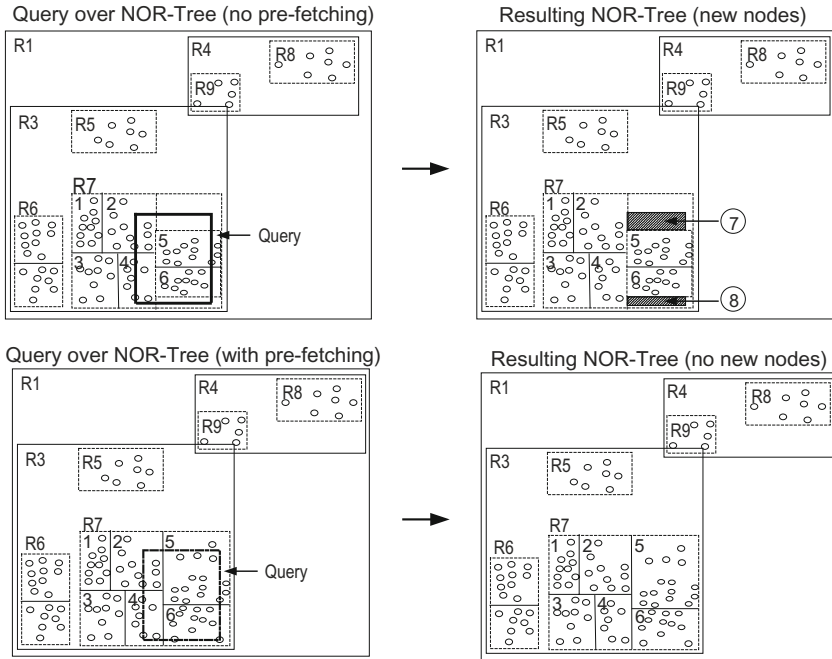 Query over NOR-Tree (no pre-fetching)
R1
R4
R8
R9
R3
R5
R7
R6
1
2
3
4
5
6
Query
Resulting NOR-Tree (new nodes)
R1
R4
R8
R9
R3
R5
R7
R6
1
2
3
4
5
6
7
8
Query over NOR-Tree (with pre-fetching)
R1
R4
R8
R9
R3
R5
R7
R6
1
2
3
4
5
6
Query
Resulting NOR-Tree (no new nodes)
R1
R4
R8
R9
R3
R5
R7
R6
1
2
3
4
5
6